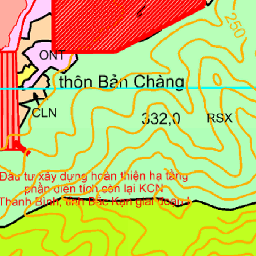 250
ONT
thôn Bản Chàng
CLN
332,0
RSX
Đầu tư xây dựng hoàn thiện hạ tầng
phần diện tích còn lại KCN
Thanh Bình, tỉnh Bắc Kạn giai đoạn I